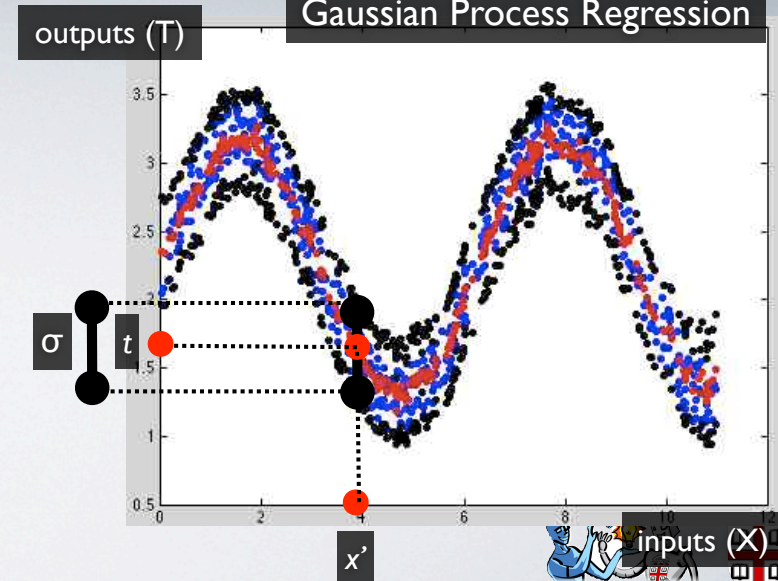 Gaussian Process Regression
outputs (T)
3.5
3
2.5
2
σ
t
1.5
1
0.5
0 2 4 6 8 10 12
x’
inputs (X)